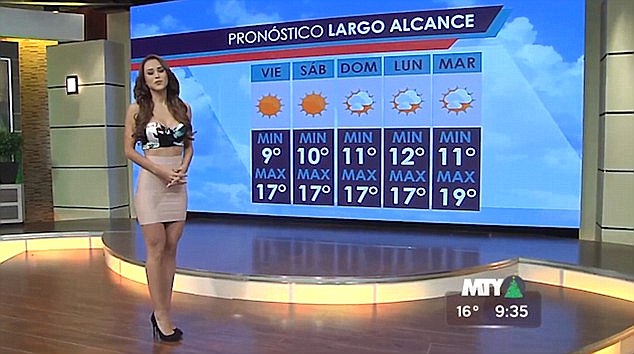 PRONÓSTICO LARGO ALCANCE
VIE SÁB DOM LUN MAR
MIN MIN MIN MIN MIN
9° 10° 11° 12° 11°
MAX MAX MAX MAX MAX
17° 17° 17° 17° 19°
MTY
16° 9:35